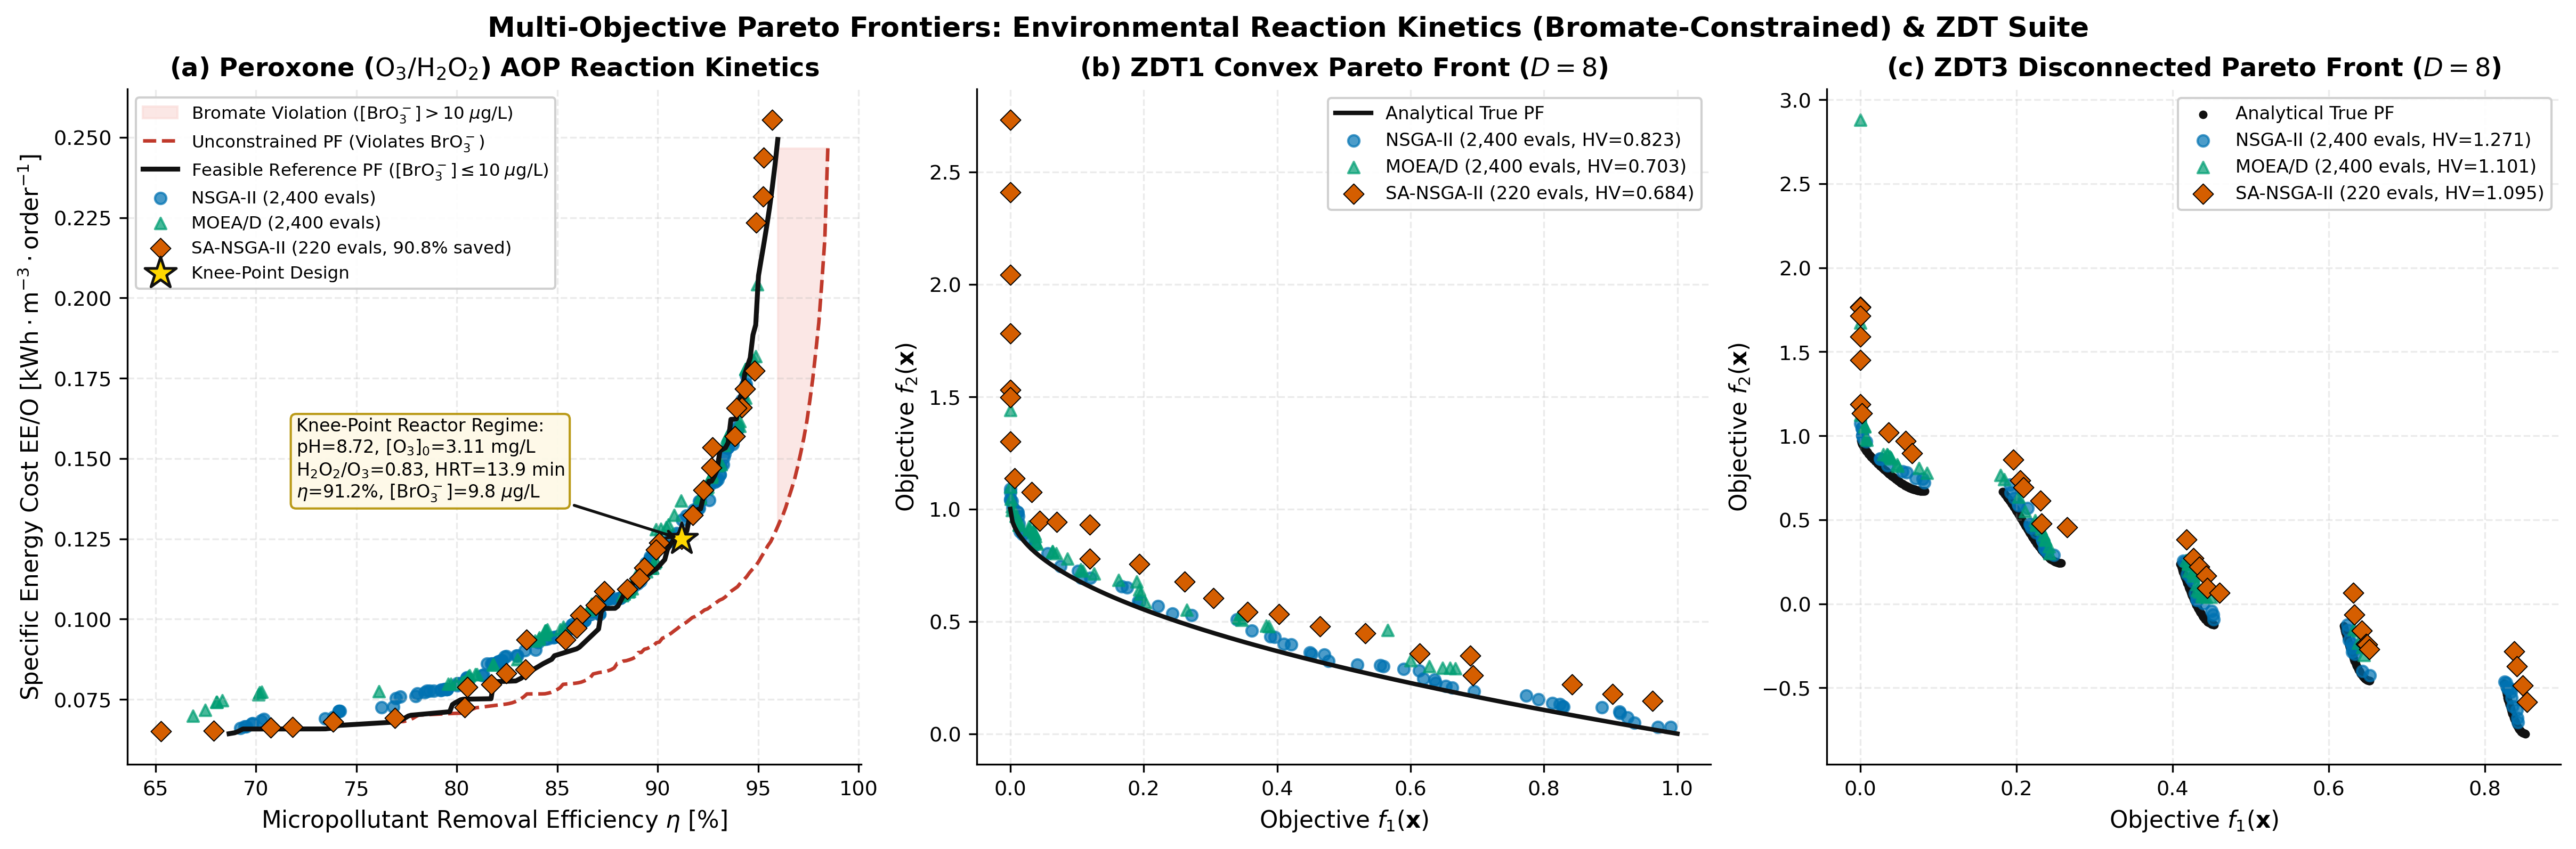 Multi-Objective Pareto Frontiers: Environmental Reaction Kinetics (Bromate-Constrained) & ZDT Suite
(a) Peroxone (O₃/H₂O₂) AOP Reaction Kinetics
Bromate Violation ([BrO₃⁻] > 10 μg/L)
Unconstrained PF (Violates BrO₃⁻)
Feasible Reference PF ([BrO₃⁻] ≤ 10 μg/L)
NSGA-II (2,400 evals)
MOEA/D (2,400 evals)
SA-NSGA-II (220 evals, 90.8% saved)
Knee-Point Design
Knee-Point Reactor Regime:
pH=8.72, [O₃]₀=3.11 mg/L
H₂O₂/O₃=0.83, HRT=13.9 min
η=91.2%, [BrO₃⁻]=9.8 μg/L
Specific Energy Cost EE/O [kWh · m⁻³ · order⁻¹]
0.250
0.225
0.200
0.175
0.150
0.125
0.100
0.075
65 70 75 80 85 90 95 100
Micropollutant Removal Efficiency η [%]
(b) ZDT1 Convex Pareto Front (D = 8)
Analytical True PF
NSGA-II (2,400 evals, HV=0.823)
MOEA/D (2,400 evals, HV=0.703)
SA-NSGA-II (220 evals, HV=0.684)
Objective f₂(x)
2.5
2.0
1.5
1.0
0.5
0.0
0.0 0.2 0.4 0.6 0.8 1.0
Objective f₁(x)
(c) ZDT3 Disconnected Pareto Front (D = 8)
Analytical True PF
NSGA-II (2,400 evals, HV=1.271)
MOEA/D (2,400 evals, HV=1.101)
SA-NSGA-II (220 evals, HV=1.095)
Objective f₂(x)
3.0
2.5
2.0
1.5
1.0
0.5
0.0
−0.5
0.0 0.2 0.4 0.6 0.8
Objective f₁(x)